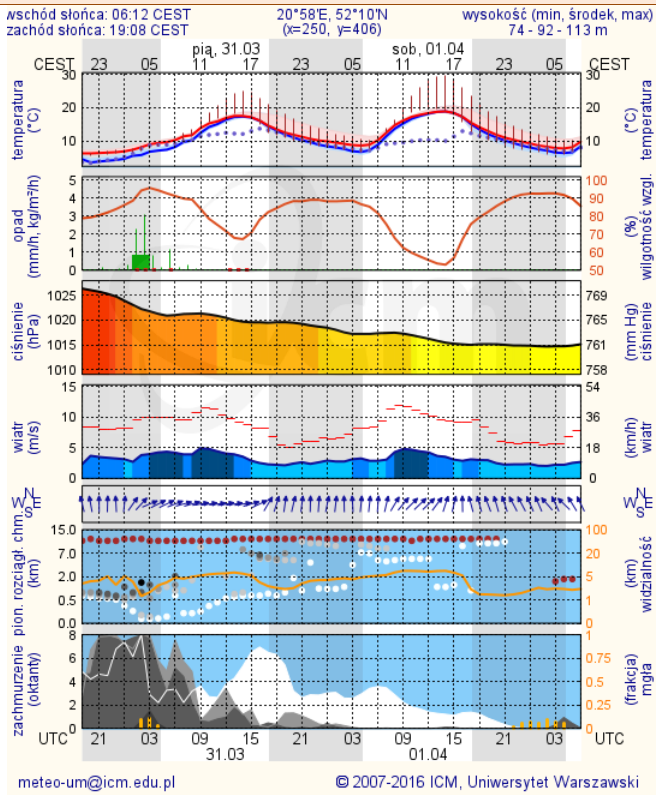 wschód słońca: 06:12 CEST 20°58'E, 52°10'N wysokość (min, środek, max)
zachód słońca: 19:08 CEST (x=250, y=406) 74 - 92 - 113 m
pią, 31.03 sob, 01.04
CEST 23 05 11 17 23 05 11 17 23 05 CEST
temperatura
(°C)
30
20
10
30
20
10
(°C)
temperatura
opad
(mm/h, kg/m²/h)
5
4
3
2
1
0
100
90
80
70
60
50
(%)
wilgotność wzgl.
ciśnienie
(hPa)
1025
1020
1015
1010
769
765
761
758
(mm Hg)
ciśnienie
wiatr
(m/s)
15
10
5
0
54
36
18
0
(km/h)
wiatr
N
W E
S
N
W E
S
pion. rozciągł. chm.
(km)
15.0
7.0
2.0
0.5
0.0
100
20
5
1
0
(km)
widzialność
zachmurzenie
(oktanty)
8
6
4
2
0
1
0.75
0.5
0.25
0
(frakcja)
mgła
UTC 21 03 09 15 21 03 09 15 21 03 UTC
31.03 01.04
meteo-um@icm.edu.pl © 2007-2016 ICM, Uniwersytet Warszawski